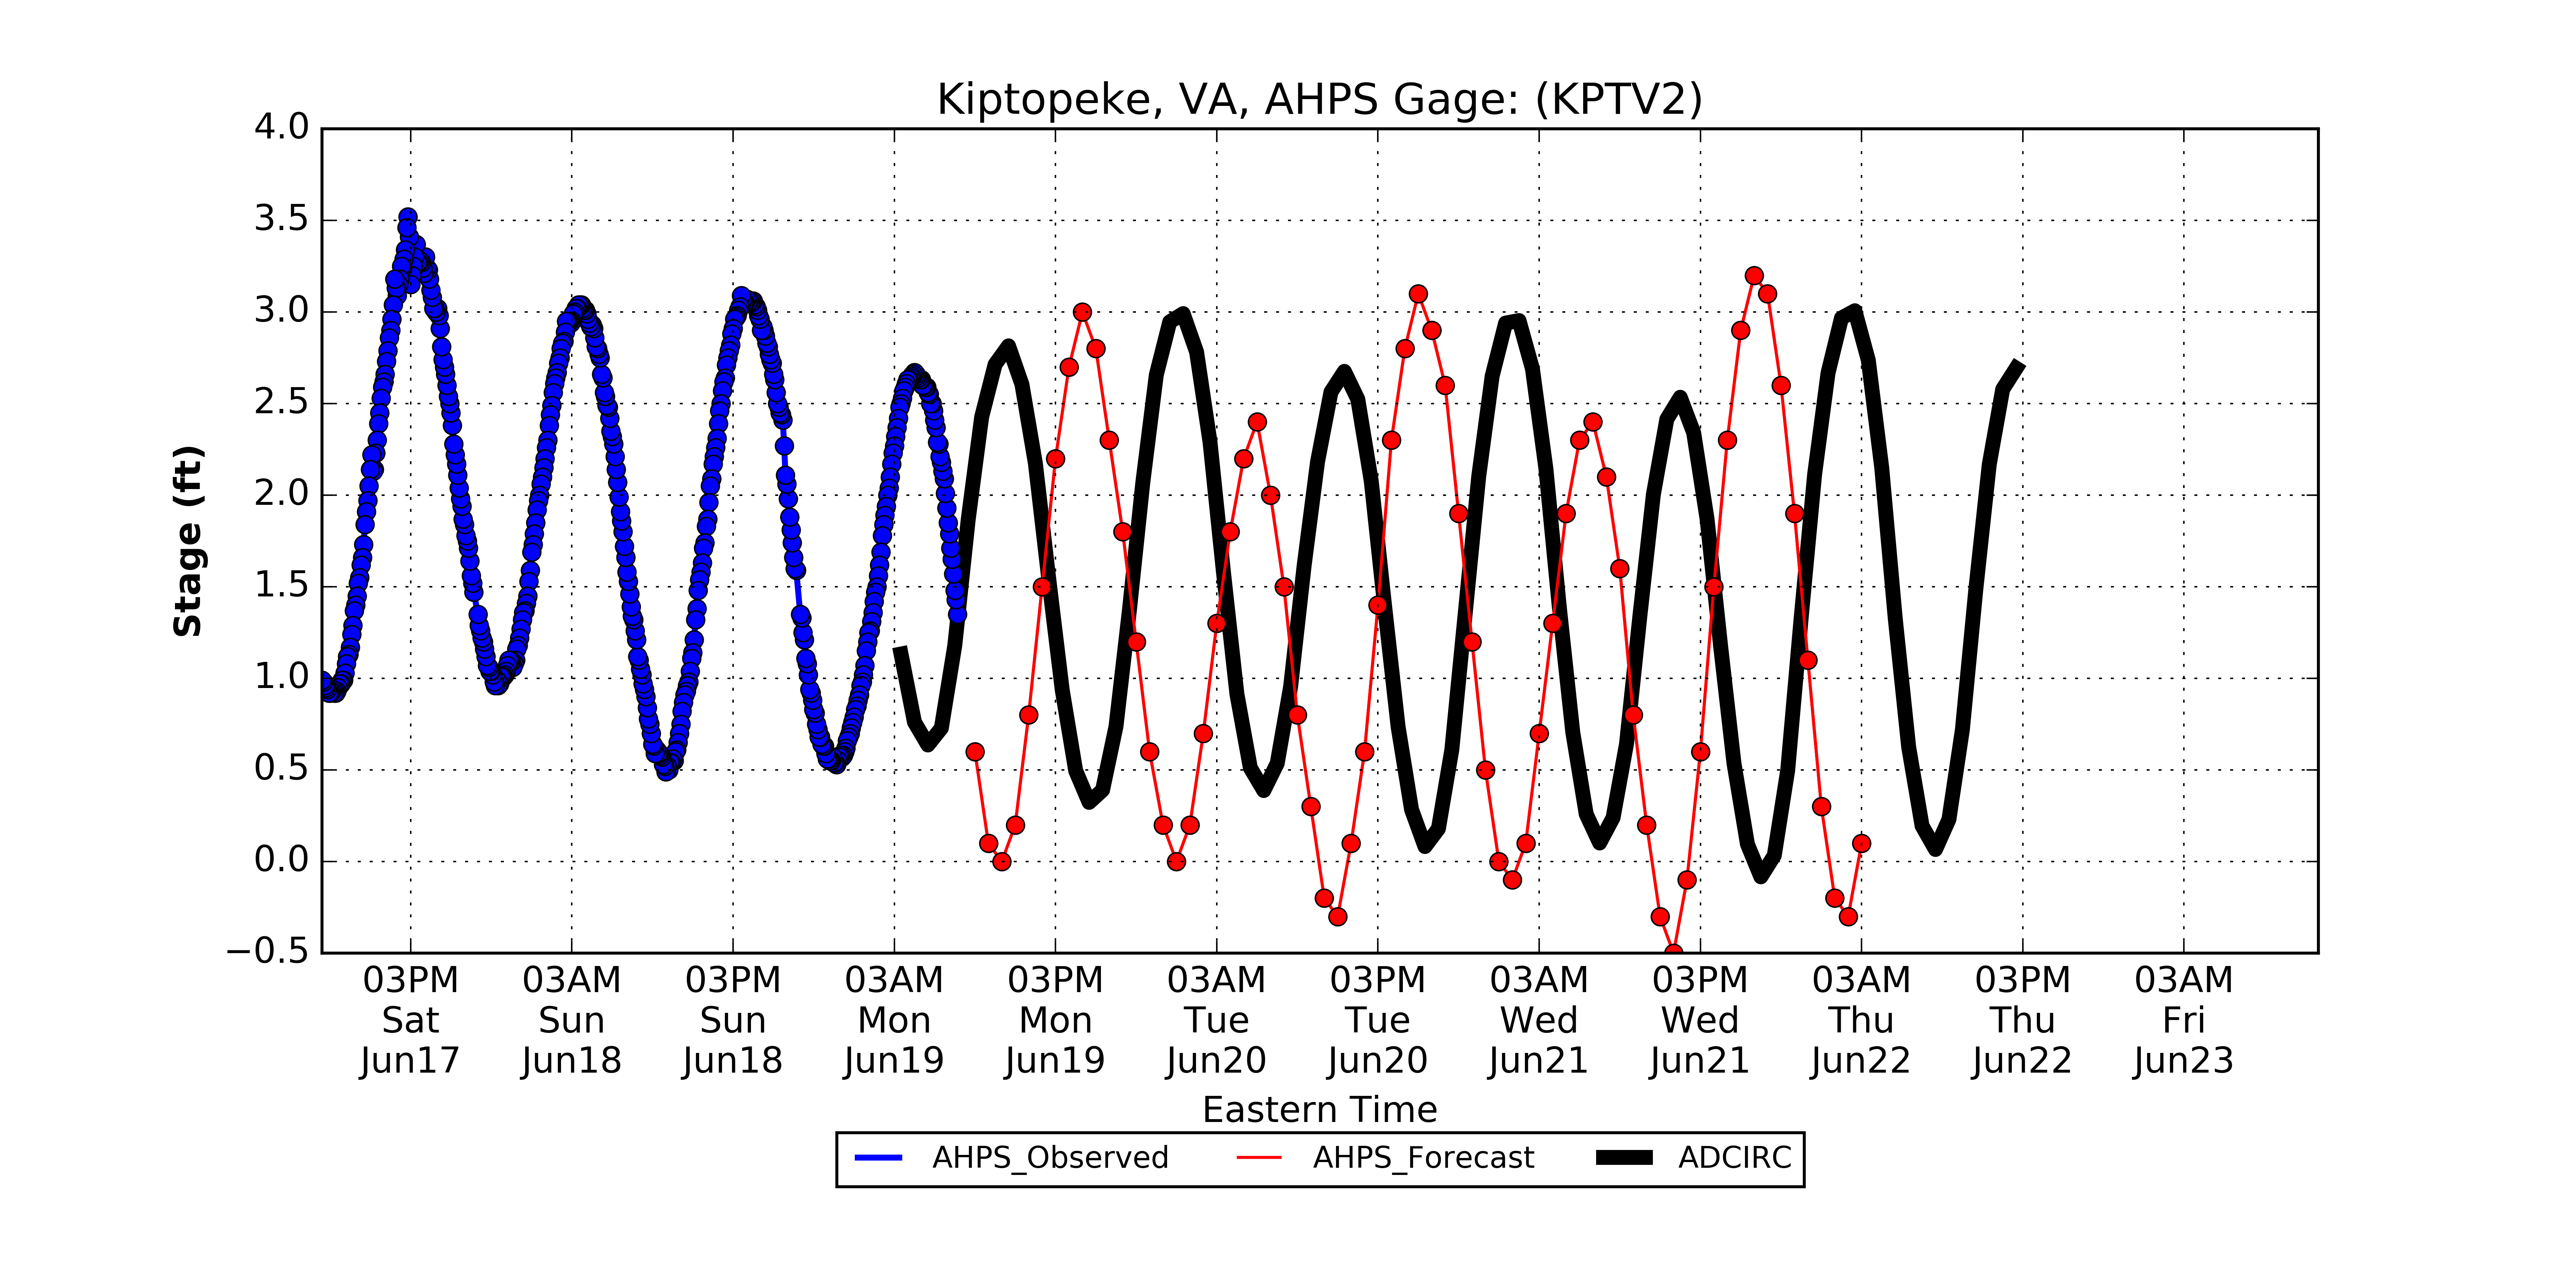 Kiptopeke, VA, AHPS Gage: (KPTV2)
4.0
3.5
3.0
2.5
2.0
1.5
1.0
0.5
0.0
−0.5
Stage (ft)
03PM 03AM 03PM 03AM 03PM 03AM 03PM 03AM 03PM 03AM 03PM 03AM
Sat Sun Sun Mon Mon Tue Tue Wed Wed Thu Thu Fri
Jun17 Jun18 Jun18 Jun19 Jun19 Jun20 Jun20 Jun21 Jun21 Jun22 Jun22 Jun23
Eastern Time
AHPS_Observed AHPS_Forecast ADCIRC